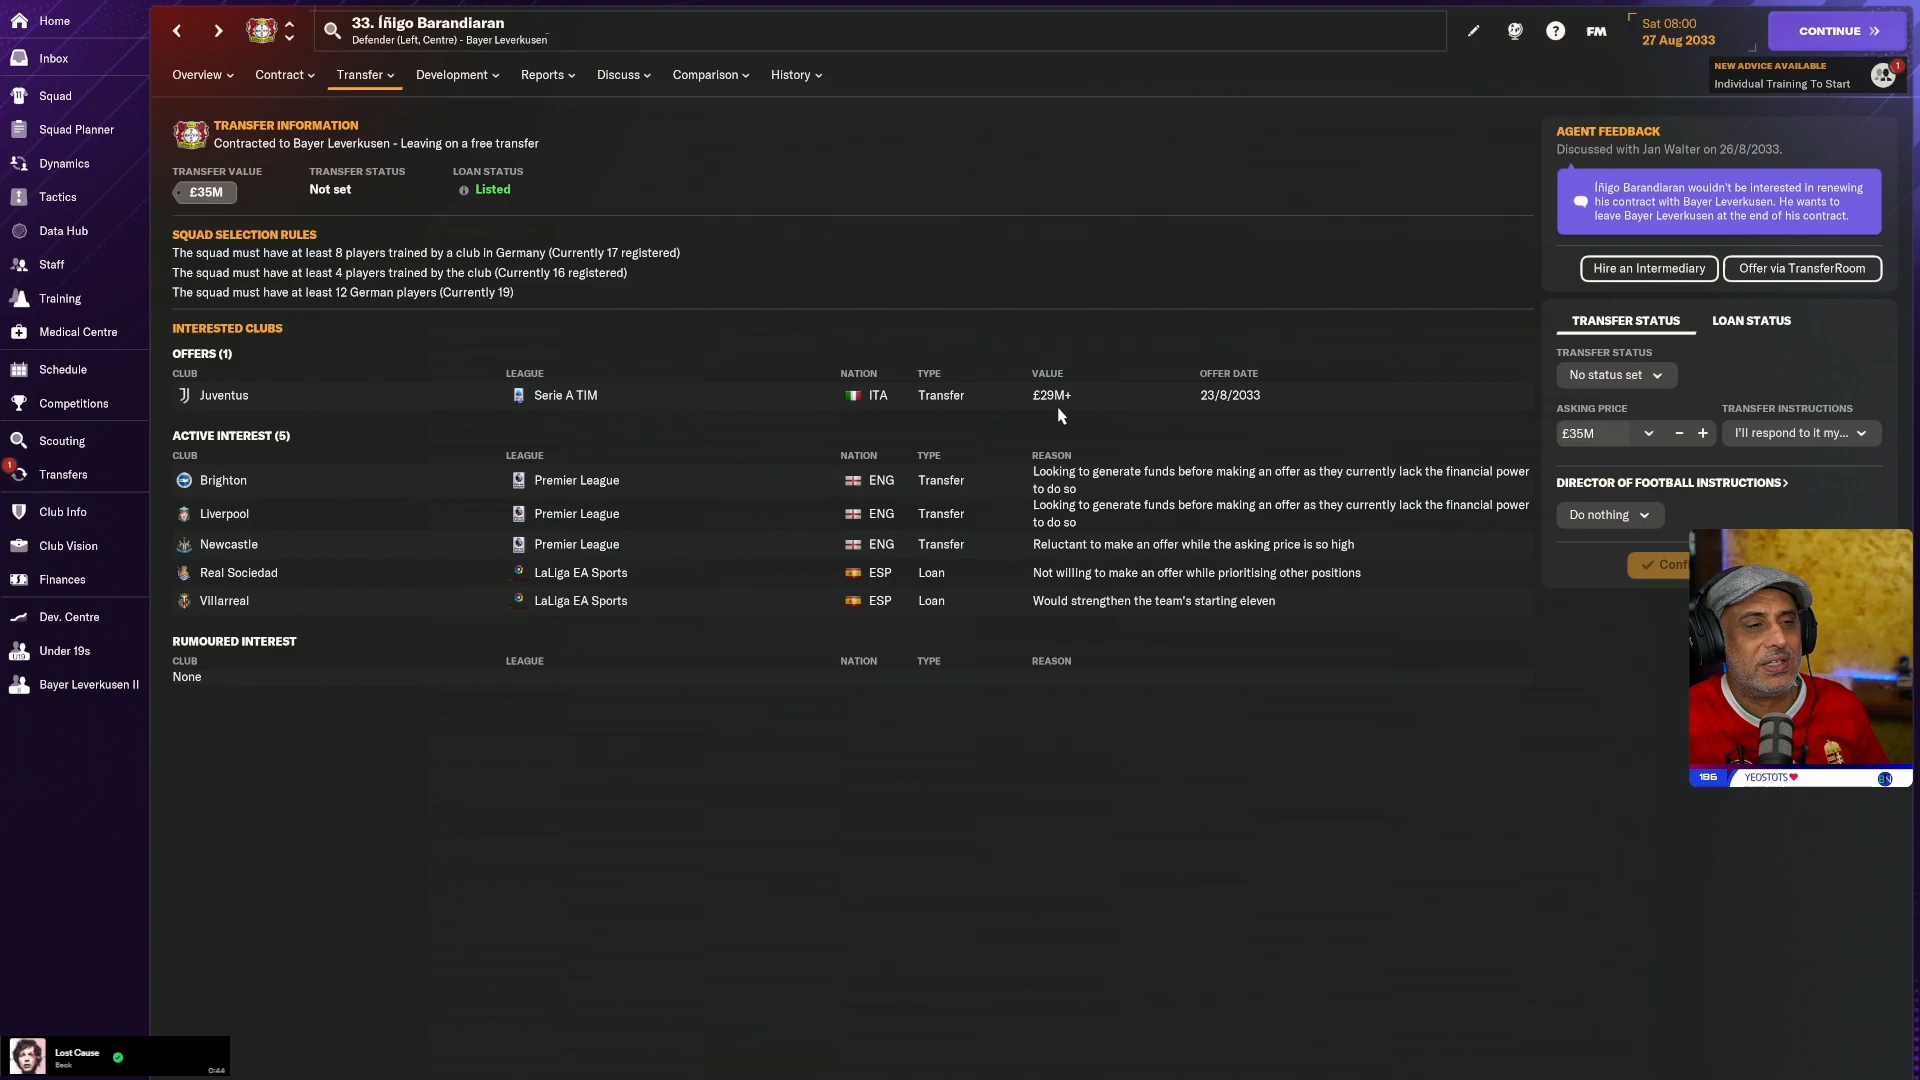 Home
Inbox
Squad
Squad Planner
Dynamics
Tactics
Data Hub
Staff
Training
Medical Centre
Schedule
Competitions
Scouting
1
Transfers
Club Info
Club Vision
Finances
Dev. Centre
U19
Under 19s
Bayer Leverkusen II
Lost Cause
Beck
0:44
33. Íñigo Barandiaran
Defender (Left, Centre) - Bayer Leverkusen
FM
Sat 08:00
27 Aug 2033
CONTINUE
Overview
Contract
Transfer
Development
Reports
Discuss
Comparison
History
NEW ADVICE AVAILABLE
Individual Training To Start
1
TRANSFER INFORMATION
Contracted to Bayer Leverkusen - Leaving on a free transfer
TRANSFER VALUE TRANSFER STATUS LOAN STATUS
£35M Not set Listed
SQUAD SELECTION RULES
The squad must have at least 8 players trained by a club in Germany (Currently 17 registered)
The squad must have at least 4 players trained by the club (Currently 16 registered)
The squad must have at least 12 German players (Currently 19)
INTERESTED CLUBS
OFFERS (1)
CLUB LEAGUE NATION TYPE VALUE OFFER DATE
Juventus Serie A TIM ITA Transfer £29M+ 23/8/2033
ACTIVE INTEREST (5)
CLUB LEAGUE NATION TYPE REASON
Brighton Premier League ENG Transfer Looking to generate funds before making an offer as they currently lack the financial power
to do so
Liverpool Premier League ENG Transfer Looking to generate funds before making an offer as they currently lack the financial power
to do so
Newcastle Premier League ENG Transfer Reluctant to make an offer while the asking price is so high
Real Sociedad LaLiga EA Sports ESP Loan Not willing to make an offer while prioritising other positions
Villarreal LaLiga EA Sports ESP Loan Would strengthen the team's starting eleven
RUMOURED INTEREST
CLUB LEAGUE NATION TYPE REASON
None
AGENT FEEDBACK
Discussed with Jan Walter on 26/8/2033.
Íñigo Barandiaran wouldn't be interested in renewing
his contract with Bayer Leverkusen. He wants to
leave Bayer Leverkusen at the end of his contract.
Hire an Intermediary
Offer via TransferRoom
TRANSFER STATUS LOAN STATUS
TRANSFER STATUS
No status set
ASKING PRICE TRANSFER INSTRUCTIONS
£35M - + I'll respond to it my...
DIRECTOR OF FOOTBALL INSTRUCTIONS>
Do nothing
Confi
186 YEOSTOTS